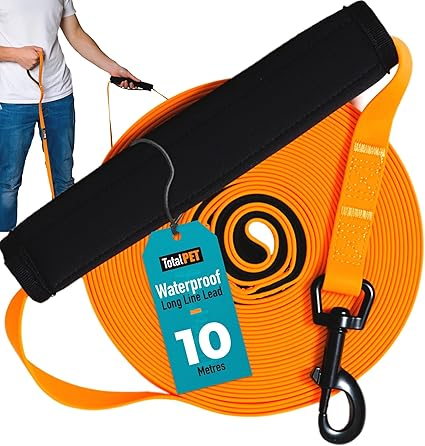 TotalPET
Waterproof
Long Line Lead
10
Metres